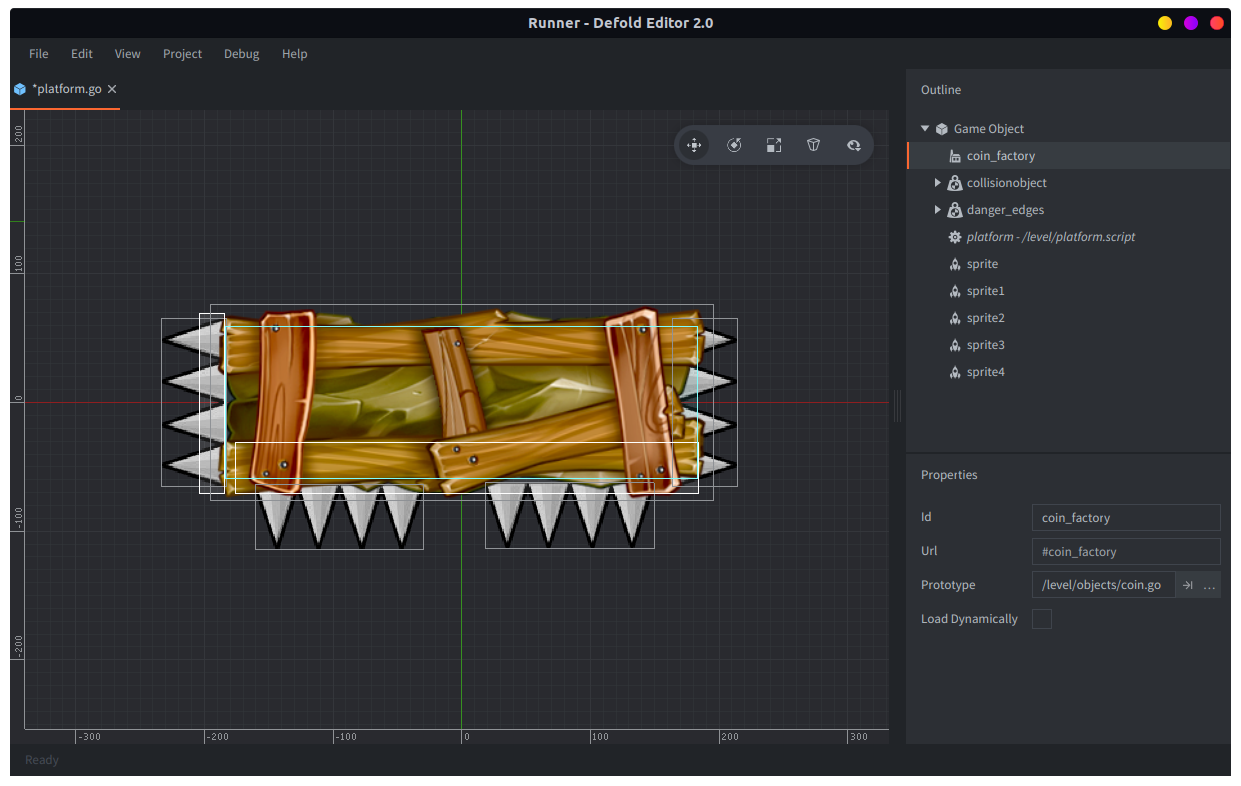 Runner - Defold Editor 2.0
File Edit View Project Debug Help
*platform.go
Outline
Game Object
coin_factory
collisionobject
danger_edges
platform - /level/platform.script
sprite
sprite1
sprite2
sprite3
sprite4
200
100
0
-100
-200
-300 -200 -100 0 100 200 300
Properties
Id coin_factory
Url #coin_factory
Prototype /level/objects/coin.go ...
Load Dynamically
Ready